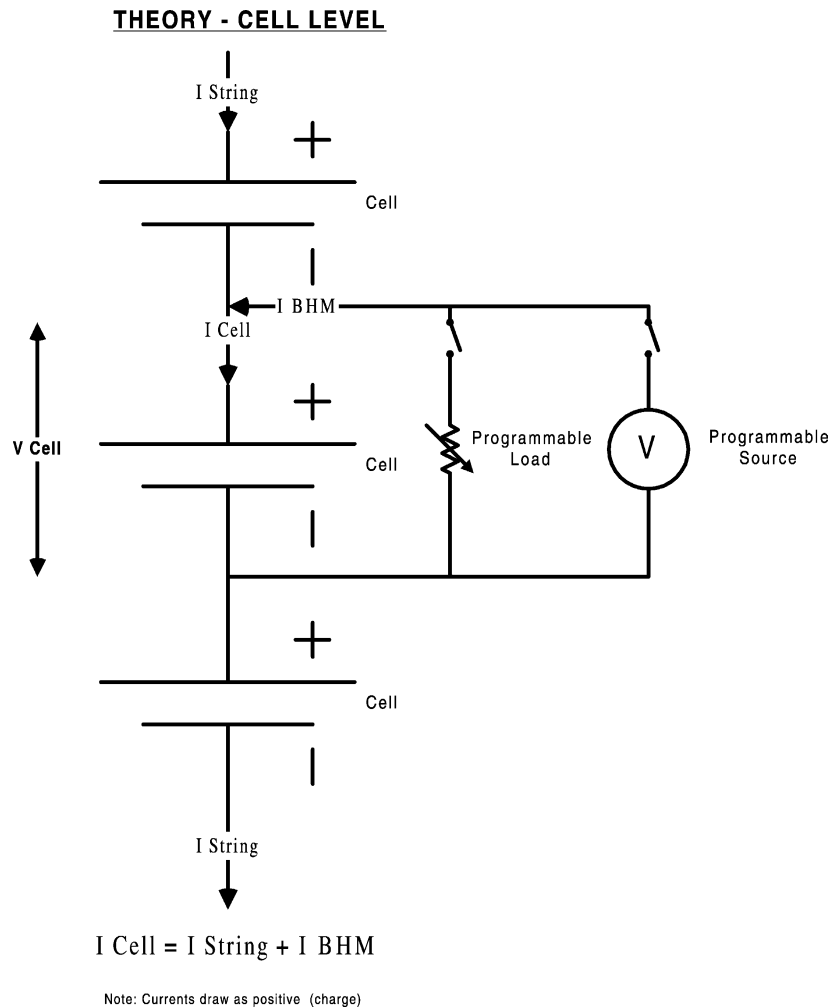 THEORY - CELL LEVEL
I String
+
Cell
I BHM
I Cell
+
V Cell
Cell
Programmable
Load
V
Programmable
Source
+
Cell
I String
I Cell = I String + I BHM
Note: Currents draw as positive (charge)